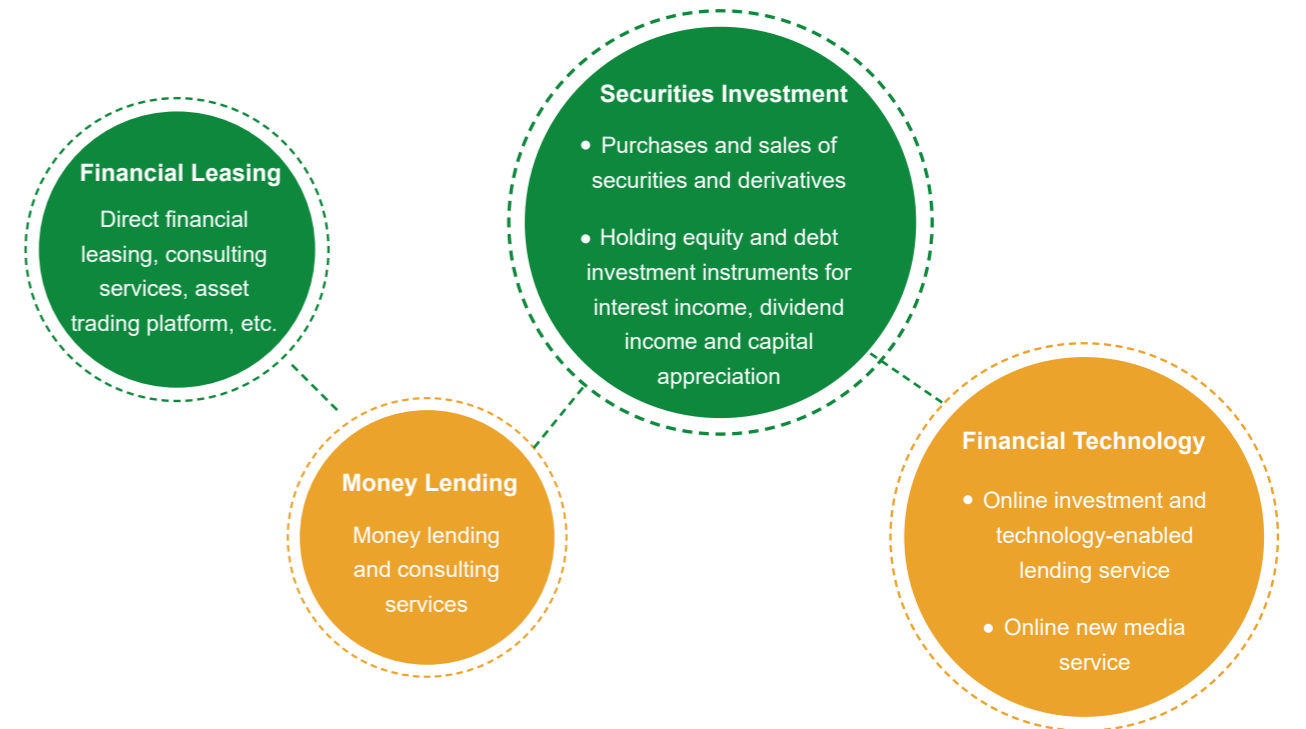 Financial Leasing
Direct financial
leasing, consulting
services, asset
trading platform, etc.
Money Lending
Money lending
and consulting
services
Securities Investment
● Purchases and sales of
securities and derivatives
● Holding equity and debt
investment instruments for
interest income, dividend
income and capital
appreciation
Financial Technology
● Online investment and
technology-enabled
lending service
● Online new media
service